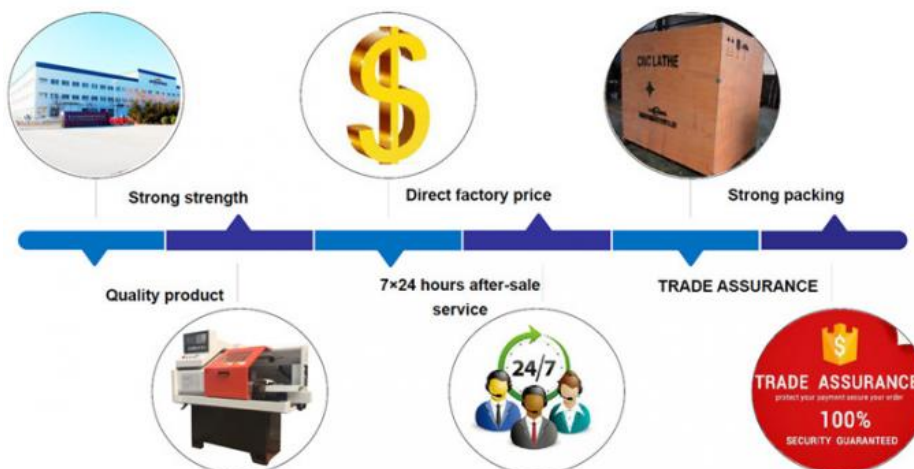 CNC LATHE
Strong strength
Direct factory price
Strong packing
Quality product
7×24 hours after-sale
service
TRADE ASSURANCE
24/7
$
TRADE ASSURANCE
protect your payment secure your order
100%
SECURITY GUARANTEED